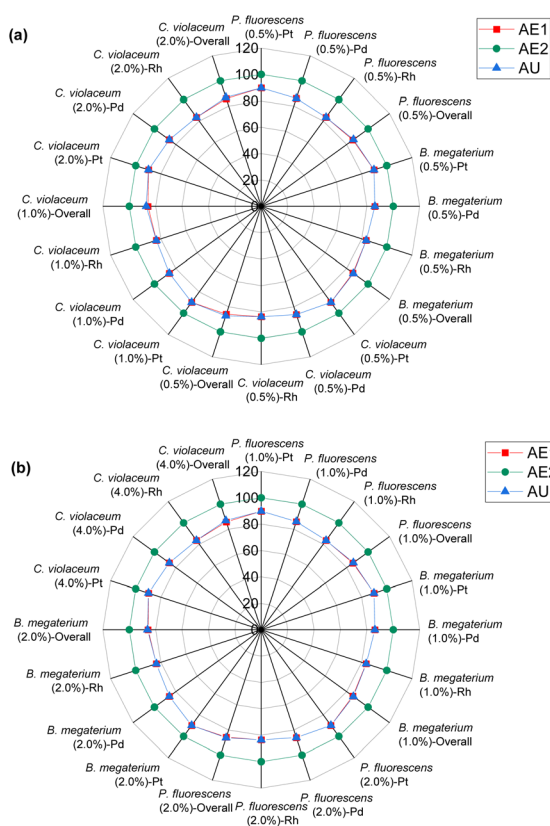 (a)
AE1
AE2
AU
C. violaceum
(2.0%)-Overall
P. fluorescens
(0.5%)-Pt
P. fluorescens
(0.5%)-Pd
P. fluorescens
(0.5%)-Rh
P. fluorescens
(0.5%)-Overall
B. megaterium
(0.5%)-Pt
B. megaterium
(0.5%)-Pd
B. megaterium
(0.5%)-Rh
B. megaterium
(0.5%)-Overall
C. violaceum
(0.5%)-Pt
C. violaceum
(0.5%)-Pd
C. violaceum
(0.5%)-Rh
C. violaceum
(0.5%)-Overall
C. violaceum
(1.0%)-Pt
C. violaceum
(1.0%)-Pd
C. violaceum
(1.0%)-Rh
C. violaceum
(1.0%)-Overall
C. violaceum
(2.0%)-Pt
C. violaceum
(2.0%)-Pd
C. violaceum
(2.0%)-Rh
120
100
80
60
40
20
0
(b)
AE
AE2
AU
C. violaceum
(4.0%)-Overall
P. fluorescens
(1.0%)-Pt
P. fluorescens
(1.0%)-Pd
P. fluorescens
(1.0%)-Rh
P. fluorescens
(1.0%)-Overall
B. megaterium
(1.0%)-Pt
B. megaterium
(1.0%)-Pd
B. megaterium
(1.0%)-Rh
B. megaterium
(1.0%)-Overall
P. fluorescens
(2.0%)-Pt
P. fluorescens
(2.0%)-Pd
P. fluorescens
(2.0%)-Rh
P. fluorescens
(2.0%)-Overall
B. megaterium
(2.0%)-Pt
B. megaterium
(2.0%)-Pd
B. megaterium
(2.0%)-Rh
B. megaterium
(2.0%)-Overall
C. violaceum
(4.0%)-Pt
C. violaceum
(4.0%)-Pd
C. violaceum
(4.0%)-Rh
120
100
80
60
40
20
0